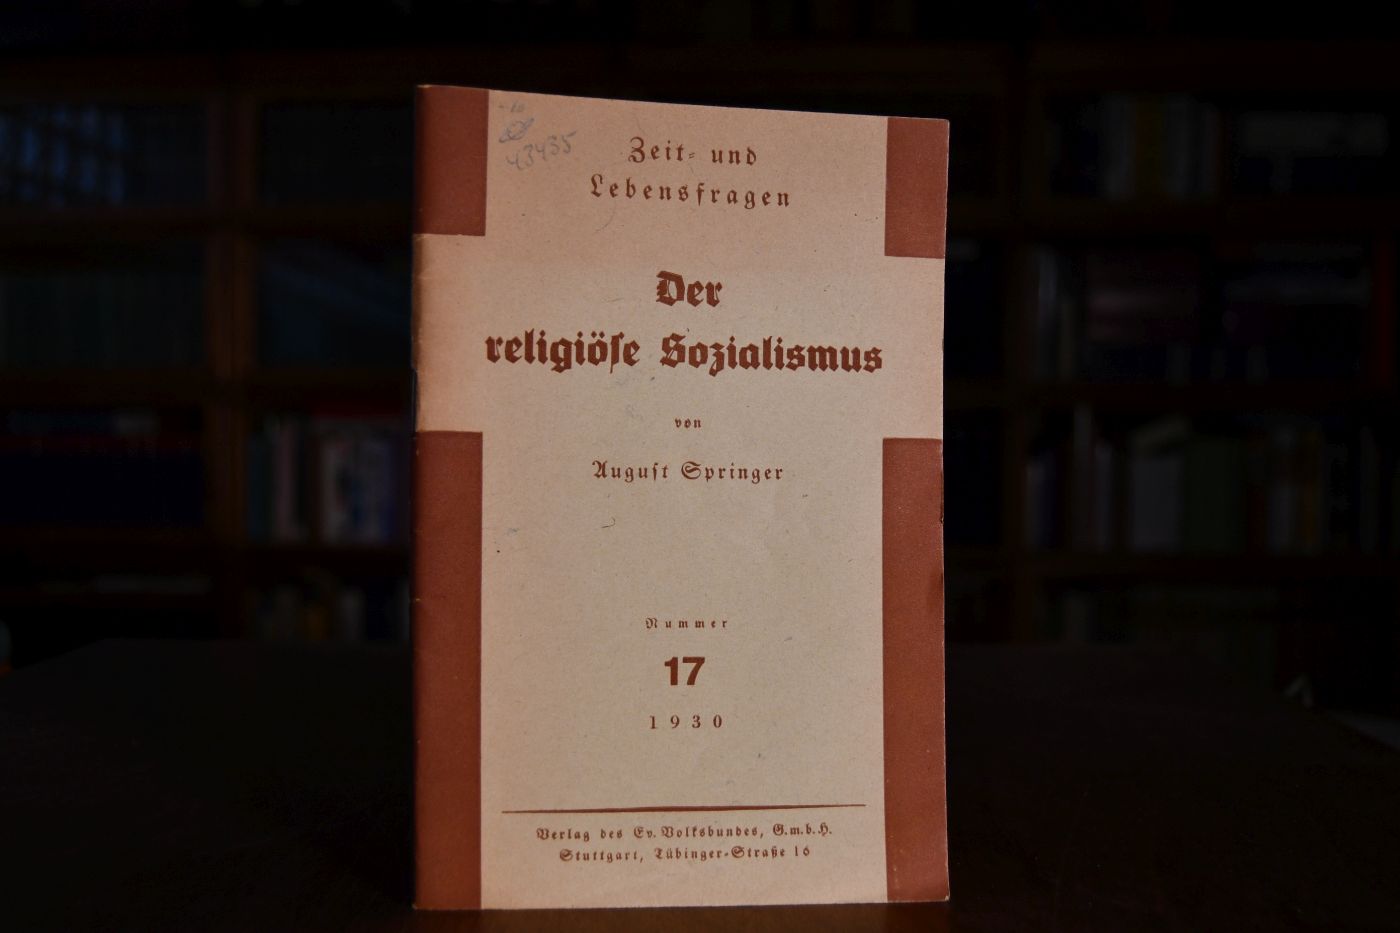 43435
Zeit- und
Lebensfragen
Der
religiöse Sozialismus
von
August Springer
Nummer
17
1930
Verlag des Ev. Volksbundes, G.m.b.H.
Stuttgart, Tübinger-Straße 16